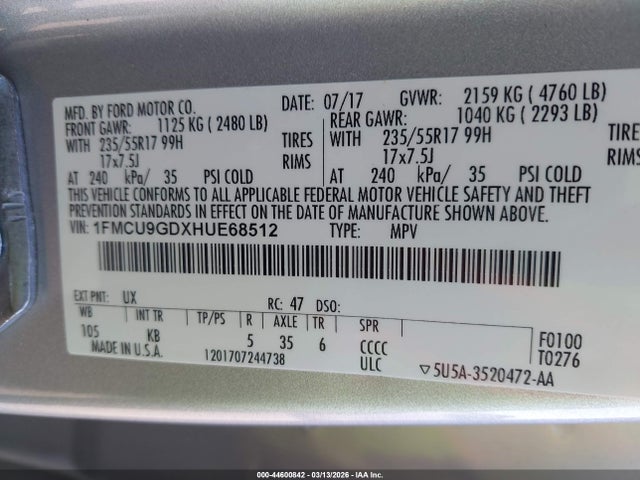 MFD. BY FORD MOTOR CO. DATE: 07/17 GVWR: 2159 KG ( 4760 LB)
FRONT GAWR: 1125 KG ( 2480 LB) REAR GAWR: 1040 KG ( 2293 LB)
WITH 235/55R17 99H TIRES WITH 235/55R17 99H TIRE
17x7.5J RIMS 17x7.5J RIMS
AT 240 kPa/ 35 PSI COLD AT 240 kPa/ 35 PSI COLD
THIS VEHICLE CONFORMS TO ALL APPLICABLE FEDERAL MOTOR VEHICLE SAFETY AND THEFT
PREVENTION STANDARDS IN EFFECT ON THE DATE OF MANUFACTURE SHOWN ABOVE.
VIN: 1FMCU9GDXHUE68512 TYPE: MPV
EXT PNT: UX RC: 47 DSO:
WB INT TR TP/PS R AXLE TR SPR
105 KB 5 35 6 CCCC F0100
MADE IN U.S.A. 1201707244738 ULC T0276
▽5U5A-3520472-AA
000-44600842 03/13/2026 IAA Inc.